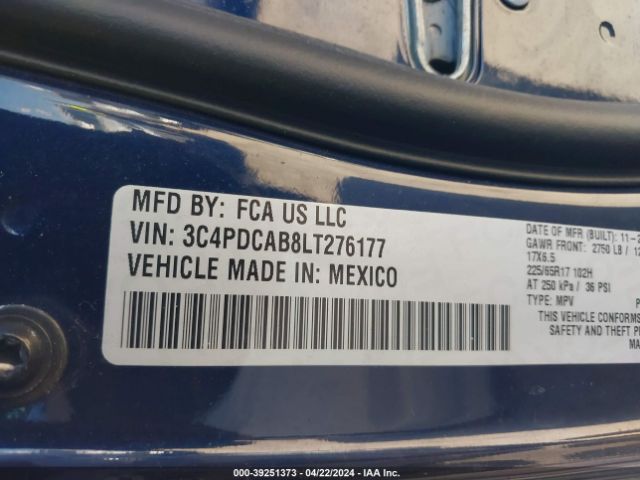 MFD BY: FCA US LLC
VIN: 3C4PDCAB8LT276177
VEHICLE MADE IN: MEXICO
DATE OF MFR (BUILT): 11-
GAWR FRONT: 2750 LB / 12
17X6.5
225/65R17 102H
AT 250 kPa / 36 PSI
TYPE: MPV
THIS VEHICLE CONFORMS
SAFETY AND THEFT
000-39251373 — 04/22/2024 — IAA Inc.